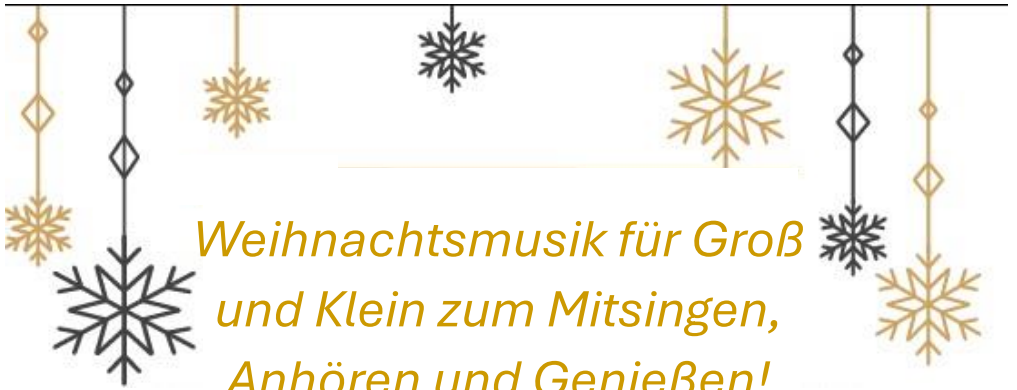 Weihnachtsmusik für Groß
und Klein zum Mitsingen,
Anhören und Genießen!